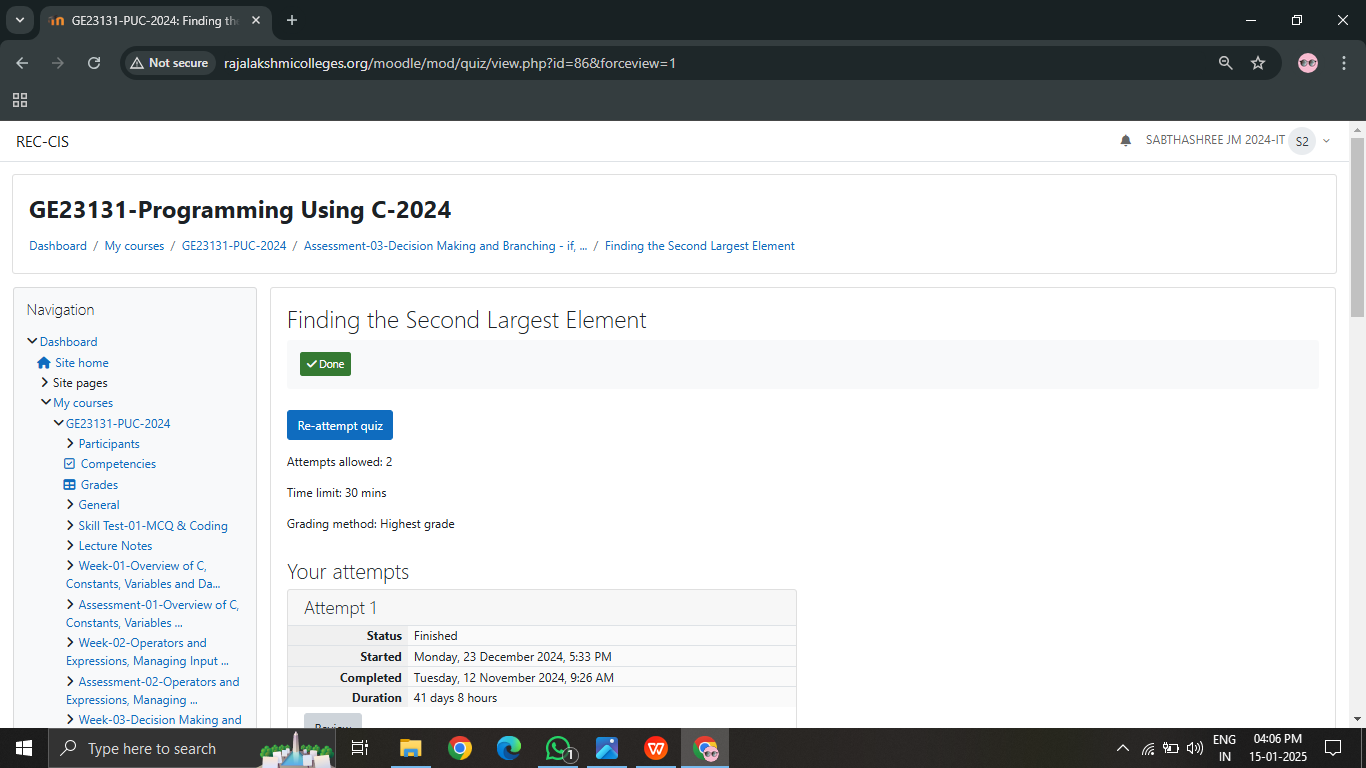 GE23131-PUC-2024: Finding the
Not secure
rajalakshmicolleges.org/moodle/mod/quiz/view.php?id=86&forceview=1
REC-CIS
SABTHASHREE JM 2024-IT
S2
GE23131-Programming Using C-2024
Dashboard / My courses / GE23131-PUC-2024 / Assessment-03-Decision Making and Branching - if, ... / Finding the Second Largest Element
Navigation
Dashboard
Site home
Site pages
My courses
GE23131-PUC-2024
Participants
Competencies
Grades
General
Skill Test-01-MCQ & Coding
Lecture Notes
Week-01-Overview of C,
Constants, Variables and Da...
Assessment-01-Overview of C,
Constants, Variables ...
Week-02-Operators and
Expressions, Managing Input ...
Assessment-02-Operators and
Expressions, Managing ...
Week-03-Decision Making and
Finding the Second Largest Element
Done
Re-attempt quiz
Attempts allowed: 2
Time limit: 30 mins
Grading method: Highest grade
Your attempts
Attempt 1
Status Finished
Started Monday, 23 December 2024, 5:33 PM
Completed Tuesday, 12 November 2024, 9:26 AM
Duration 41 days 8 hours
Review
Type here to search
1
ENG
IN
04:06 PM
15-01-2025